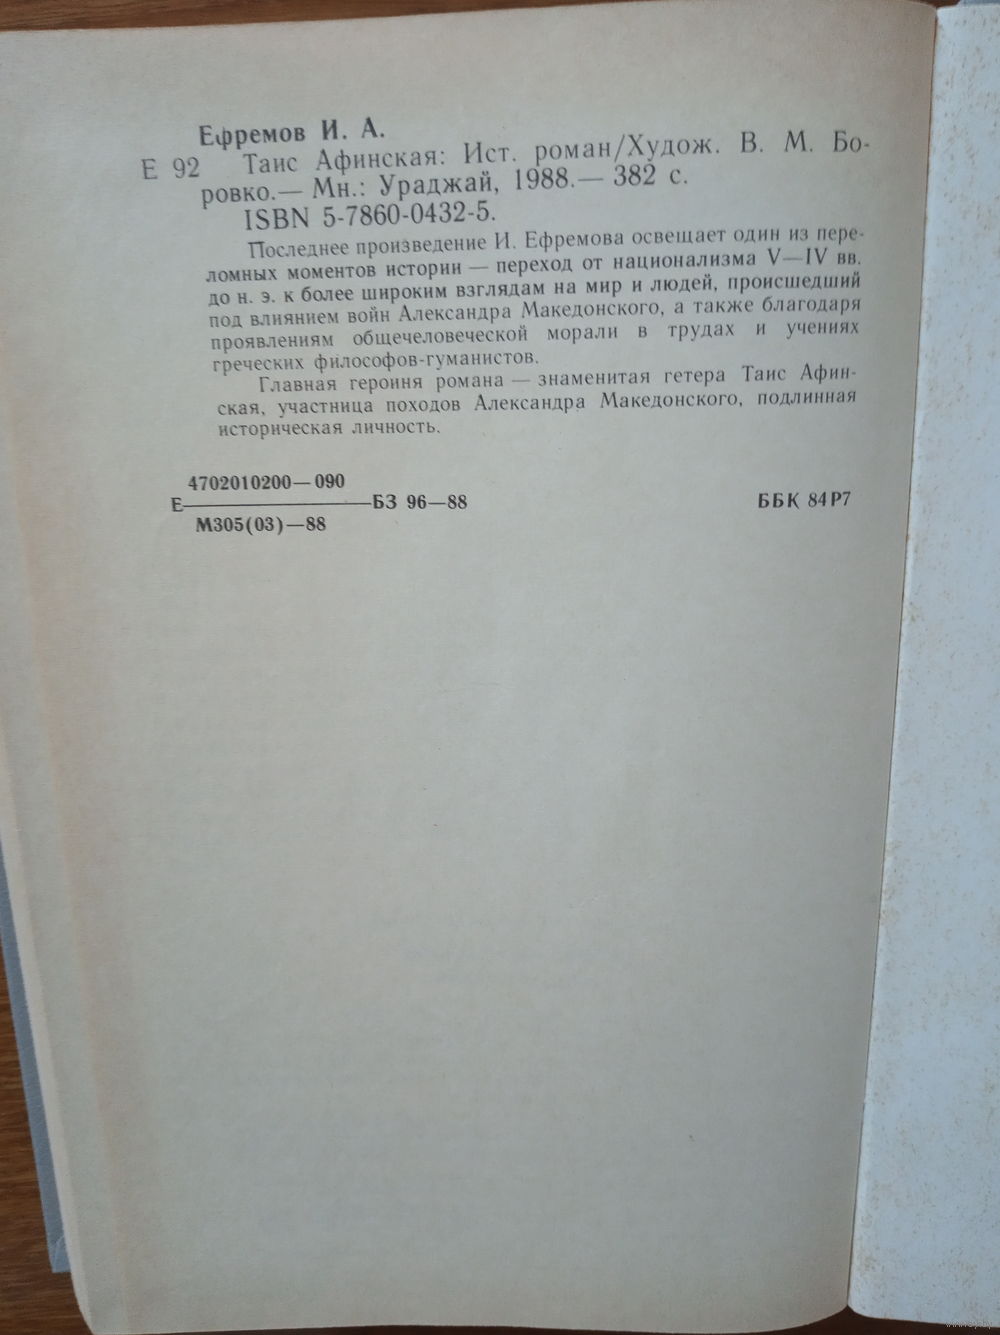 Ефремов И. А.
Е 92 Таис Афинская: Ист. роман/Худож. В. М. Бо-
ровко.— Мн.: Ураджай, 1988.— 382 с.
ISBN 5-7860-0432-5.
Последнее произведение И. Ефремова освещает один из пере-
ломных моментов истории — переход от национализма V—IV вв.
до н. э. к более широким взглядам на мир и людей, происшедший
под влиянием войн Александра Македонского, а также благодаря
проявлениям общечеловеческой морали в трудах и учениях
греческих философов-гуманистов.
Главная героиня романа — знаменитая гетера Таис Афин-
ская, участница походов Александра Македонского, подлинная
историческая личность.
4702010200—090
Е БЗ 96—88 ББК 84Р7
М305(03)—88